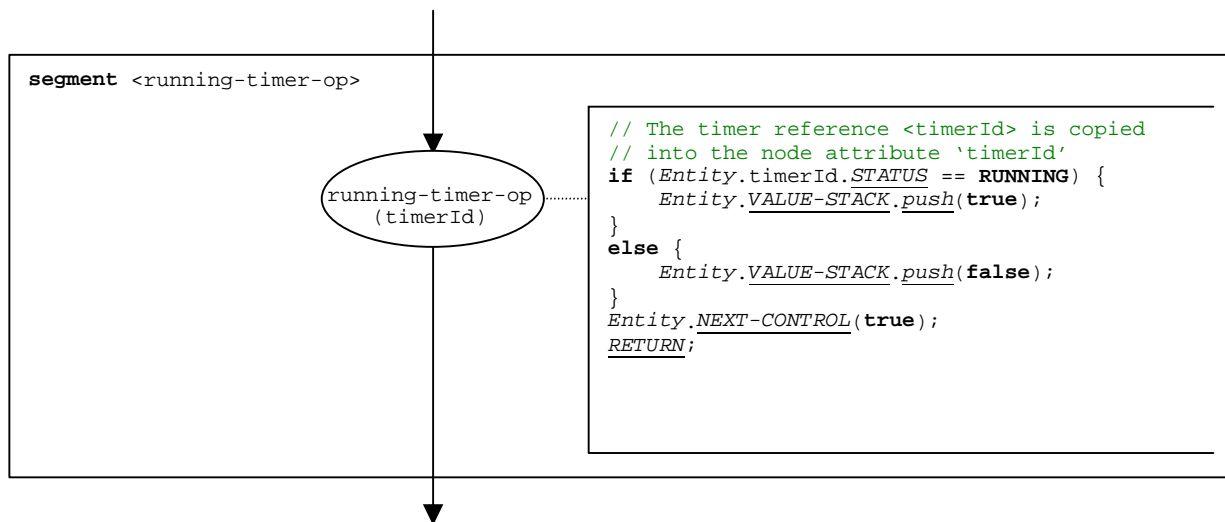 segment <running-timer-op>
running-timer-op
(timerId)
// The timer reference <timerId> is copied
// into the node attribute ‘timerId’
if (Entity.timerId.STATUS == RUNNING) {
    Entity.VALUE-STACK.push(true);
}
else {
    Entity.VALUE-STACK.push(false);
}
Entity.NEXT-CONTROL(true);
RETURN;